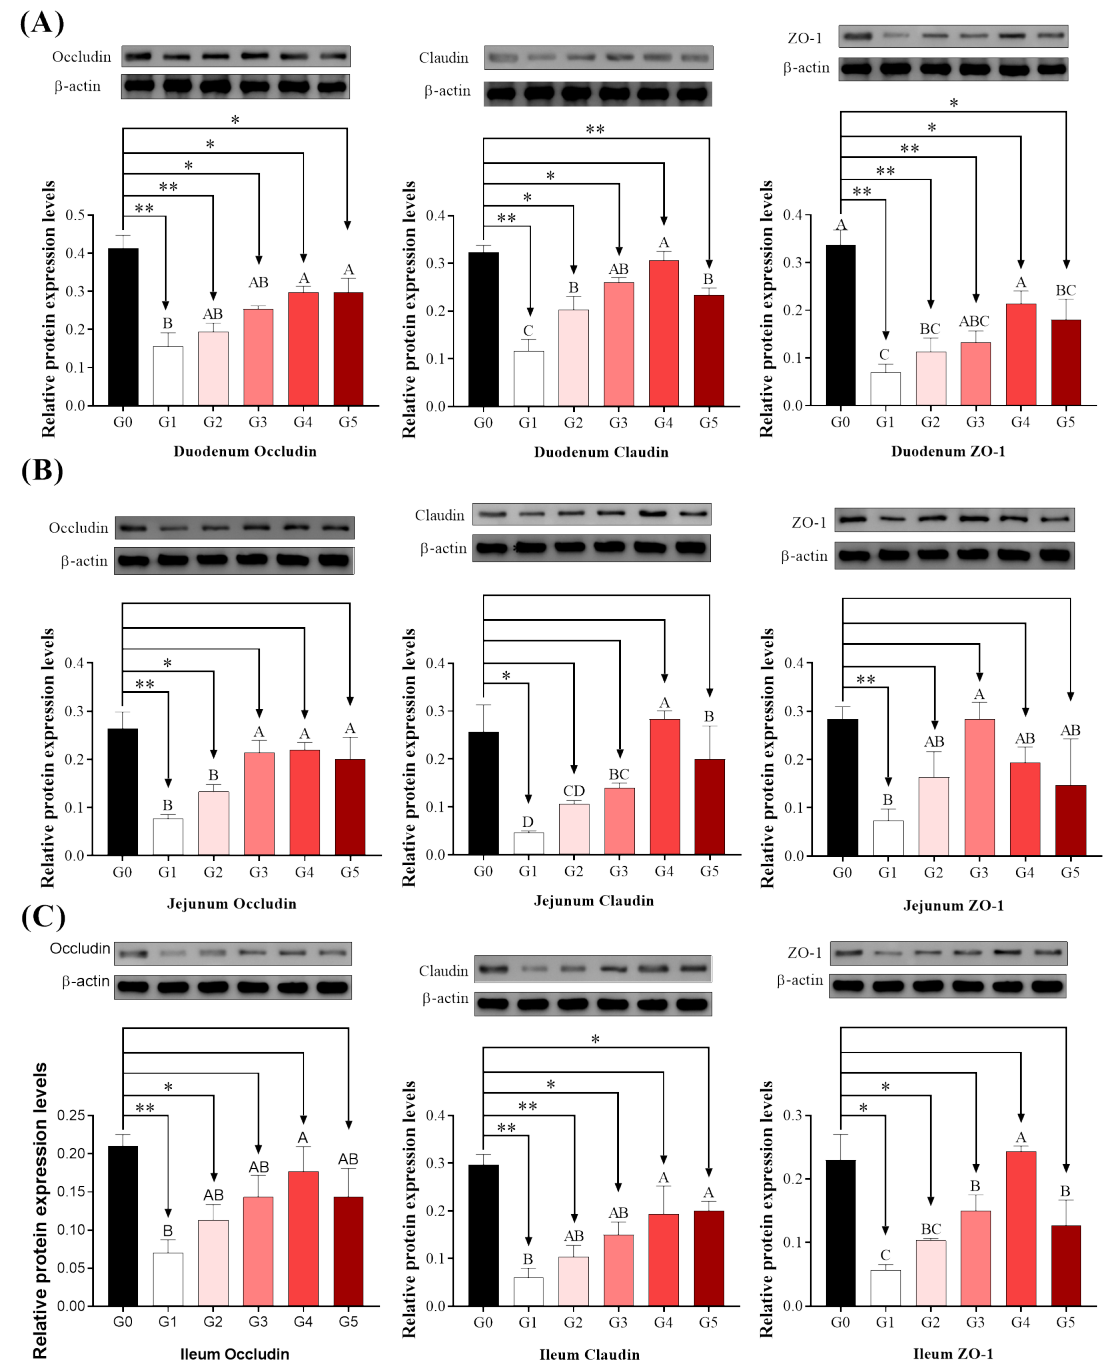 (A)
Occludin
β-actin
Claudin
β-actin
ZO-1
β-actin
Relative protein expression levels
0.5
0.4
0.3
0.2
0.1
0.0
**
**
*
*
*
B
AB
AB
A
A
G0 G1 G2 G3 G4 G5
Duodenum Occludin
Relative protein expression levels
0.4
0.3
0.2
0.1
0.0
**
*
*
**
C
B
AB
A
B
G0 G1 G2 G3 G4 G5
Duodenum Claudin
Relative protein expression levels
0.4
0.3
0.2
0.1
0.0
**
**
**
*
*
A
C
BC
ABC
A
BC
G0 G1 G2 G3 G4 G5
Duodenum ZO-1
(B)
Occludin
β-actin
Claudin
β-actin
ZO-1
β-actin
Relative protein expression levels
0.4
0.3
0.2
0.1
0.0
**
*
B
B
A
A
A
G0 G1 G2 G3 G4 G5
Jejunum Occludin
Relative protein expression levels
0.4
0.3
0.2
0.1
0.0
*
D
CD
BC
A
B
G0 G1 G2 G3 G4 G5
Jejunum Claudin
Relative protein expression levels
0.4
0.3
0.2
0.1
0.0
**
B
AB
A
AB
AB
G0 G1 G2 G3 G4 G5
Jejunum ZO-1
(C)
Occludin
β-actin
Claudin
β-actin
ZO-1
β-actin
Relative protein expression levels
0.25
0.20
0.15
0.10
0.05
0.00
**
*
B
AB
AB
A
AB
G0 G1 G2 G3 G4 G5
Ileum Occludin
Relative protein expression levels
0.4
0.3
0.2
0.1
0.0
**
**
*
*
B
AB
AB
A
A
G0 G1 G2 G3 G4 G5
Ileum Claudin
Relative protein expression levels
0.3
0.2
0.1
0.0
*
*
C
BC
B
A
B
G0 G1 G2 G3 G4 G5
Ileum ZO-1